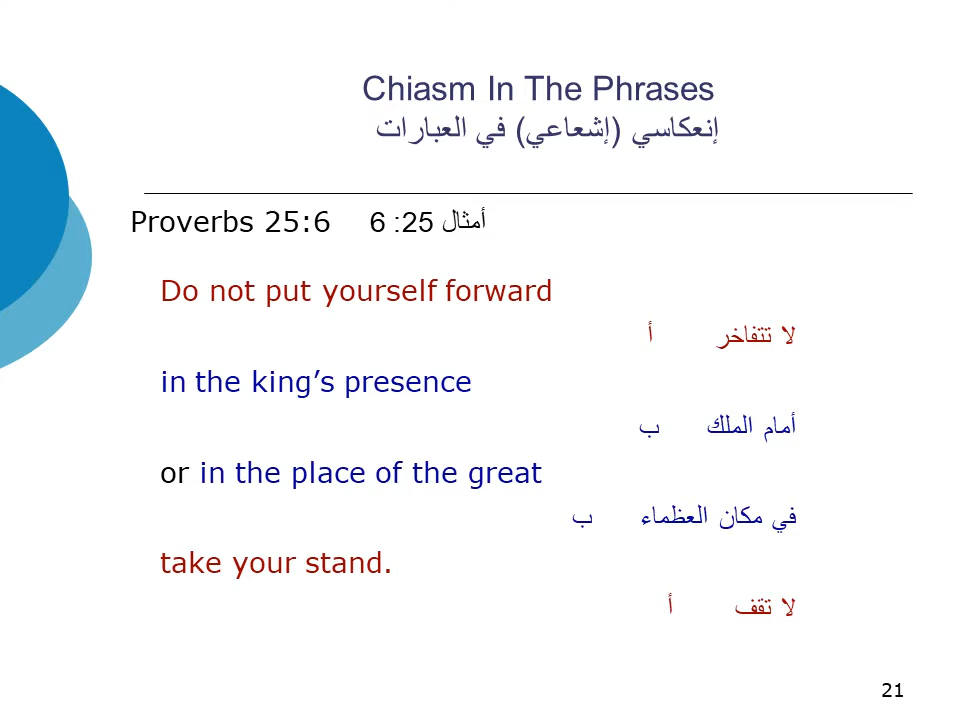 Chiasm In The Phrases
إنعكاسي (إشعاعي) في العبارات
Proverbs 25:6 أمثال 25: 6
Do not put yourself forward
لا تتفاخر أ
in the king’s presence
أمام الملك ب
or in the place of the great
في مكان العظماء ب
take your stand.
لا تقف أ
21